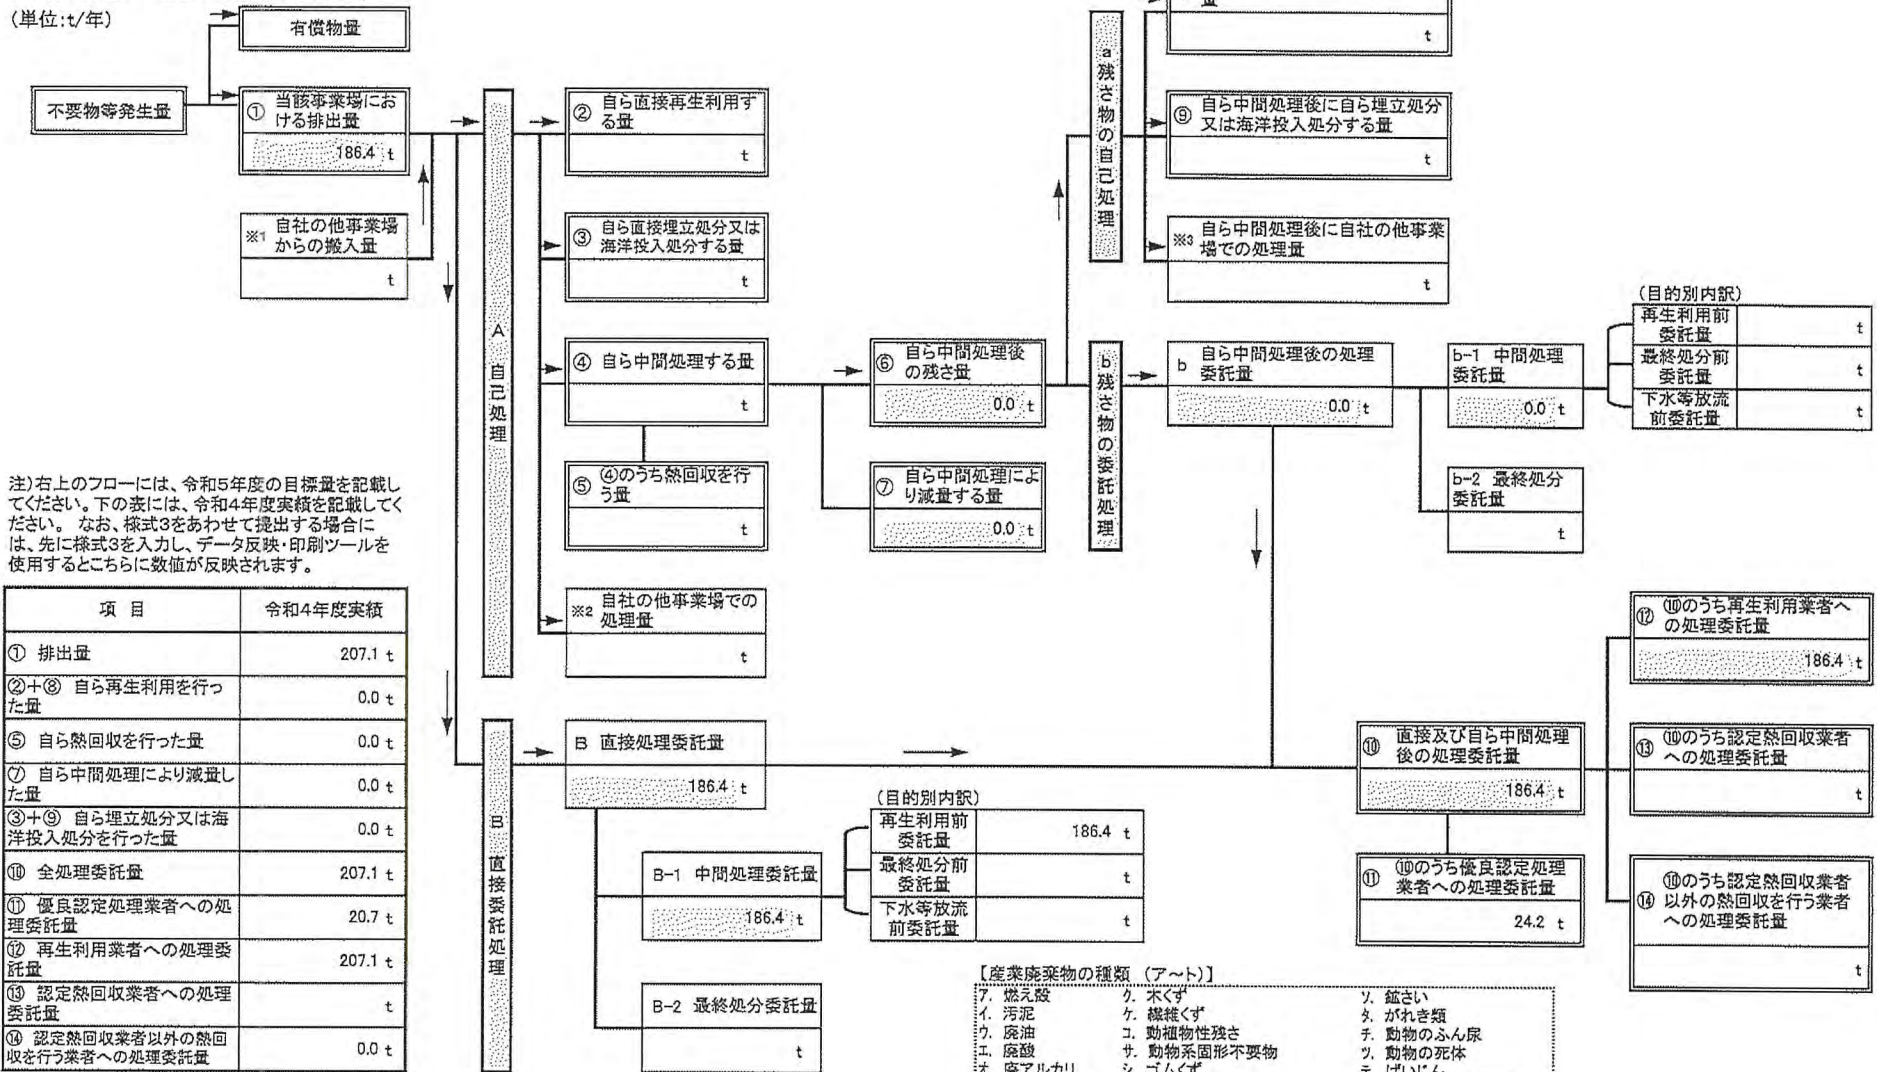 (単位:t/年)
有償物量
不要物等発生量
① 当該事業場にお
ける排出量
186.4 t
※1 自社の他事業場
からの搬入量
t
A 自己処理
② 自ら直接再生利用す
る量
t
③ 自ら直接埋立処分又は
海洋投入処分する量
t
④ 自ら中間処理する量
t
⑤ ④のうち熱回収を行
う量
t
※2 自社の他事業場での
処理量
t
⑥ 自ら中間処理後
の残さ量
0.0 t
⑦ 自ら中間処理によ
り減量する量
0.0 t
a 残さ物の自己処理
量
t
⑨ 自ら中間処理後に自ら埋立処分
又は海洋投入処分する量
t
※3 自ら中間処理後に自社の他事業
場での処理量
t
b 残さ物の委託処理
b 自ら中間処理後の処理
委託量
0.0 t
b-1 中間処理
委託量
0.0 t
(目的別内訳)
再生利用前
委託量
t
最終処分前
委託量
t
下水等放流
前委託量
t
b-2 最終処分
委託量
t
注)右上のフローには、令和5年度の目標量を記載し
てください。下の表には、令和4年度実績を記載してく
ださい。 なお、様式3をあわせて提出する場合に
は、先に様式3を入力し、データ反映・印刷ツールを
使用するとこちらに数値が反映されます。
項 目 令和4年度実績
① 排出量 207.1 t
②+⑧ 自ら再生利用を行っ
た量 0.0 t
⑤ 自ら熱回収を行った量 0.0 t
⑦ 自ら中間処理により減量し
た量 0.0 t
③+⑨ 自ら埋立処分又は海
洋投入処分を行った量 0.0 t
⑩ 全処理委託量 207.1 t
⑪ 優良認定処理業者への処
理委託量 20.7 t
⑫ 再生利用業者への処理委
託量 207.1 t
⑬ 認定熱回収業者への処理
委託量 t
⑭ 認定熱回収業者以外の熱回
収を行う業者への処理委託量 0.0 t
B 直接委託処理
B 直接処理委託量
186.4 t
B-1 中間処理委託量
186.4 t
(目的別内訳)
再生利用前
委託量
186.4 t
最終処分前
委託量
t
下水等放流
前委託量
t
B-2 最終処分委託量
t
⑩ 直接及び自ら中間処理
後の処理委託量
186.4 t
⑪ ⑩のうち優良認定処理
業者への処理委託量
24.2 t
⑫ ⑩のうち再生利用業者へ
の処理委託量
186.4 t
⑬ ⑩のうち認定熱回収業者
への処理委託量
t
⑭ ⑩のうち認定熱回収業者
以外の熱回収を行う業者
への処理委託量
t
【産業廃棄物の種類 (ア~ト)】
ア. 燃え殻 ク. 木くず ソ. 鉱さい
イ. 汚泥 ケ. 繊維くず タ. がれき類
ウ. 廃油 コ. 動植物性残さ チ. 動物のふん尿
エ. 廃酸 サ. 動物系固形不要物 ツ. 動物の死体
オ. 廃アルカリ シ. ゴムくず テ. ばいじん